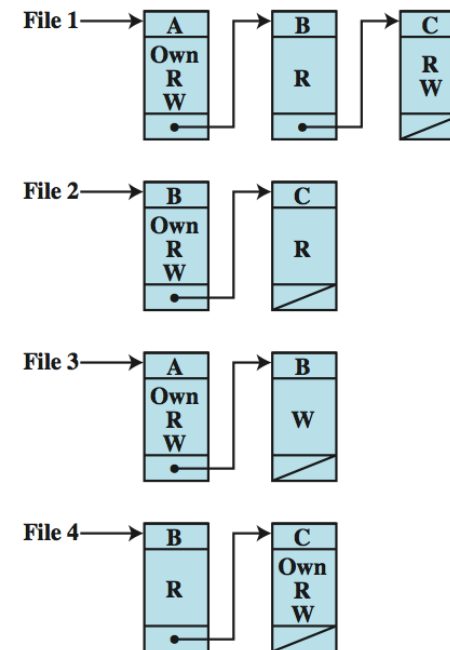 File 1 A B C
Own
R R R
W W
File 2 B C
Own
R R
W
File 3 A B
Own
R W
W
File 4 B C
Own
R R
W